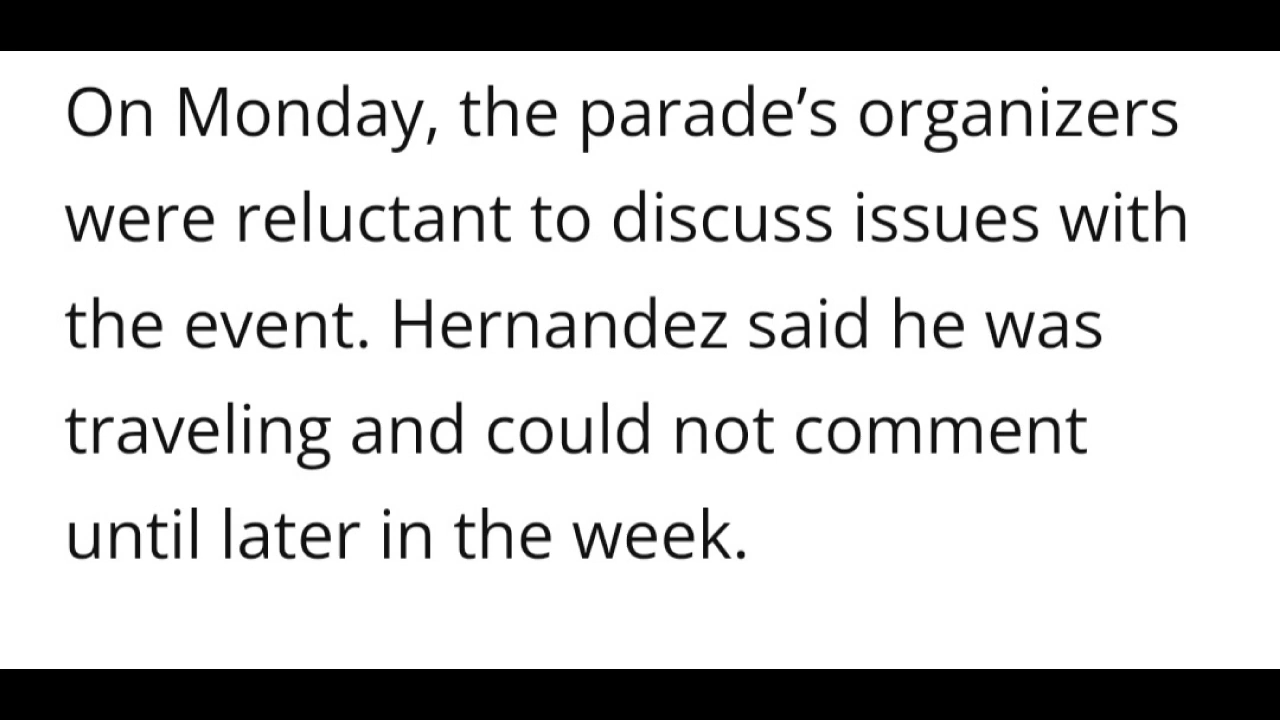 On Monday, the parade’s organizers
were reluctant to discuss issues with
the event. Hernandez said he was
traveling and could not comment
until later in the week.